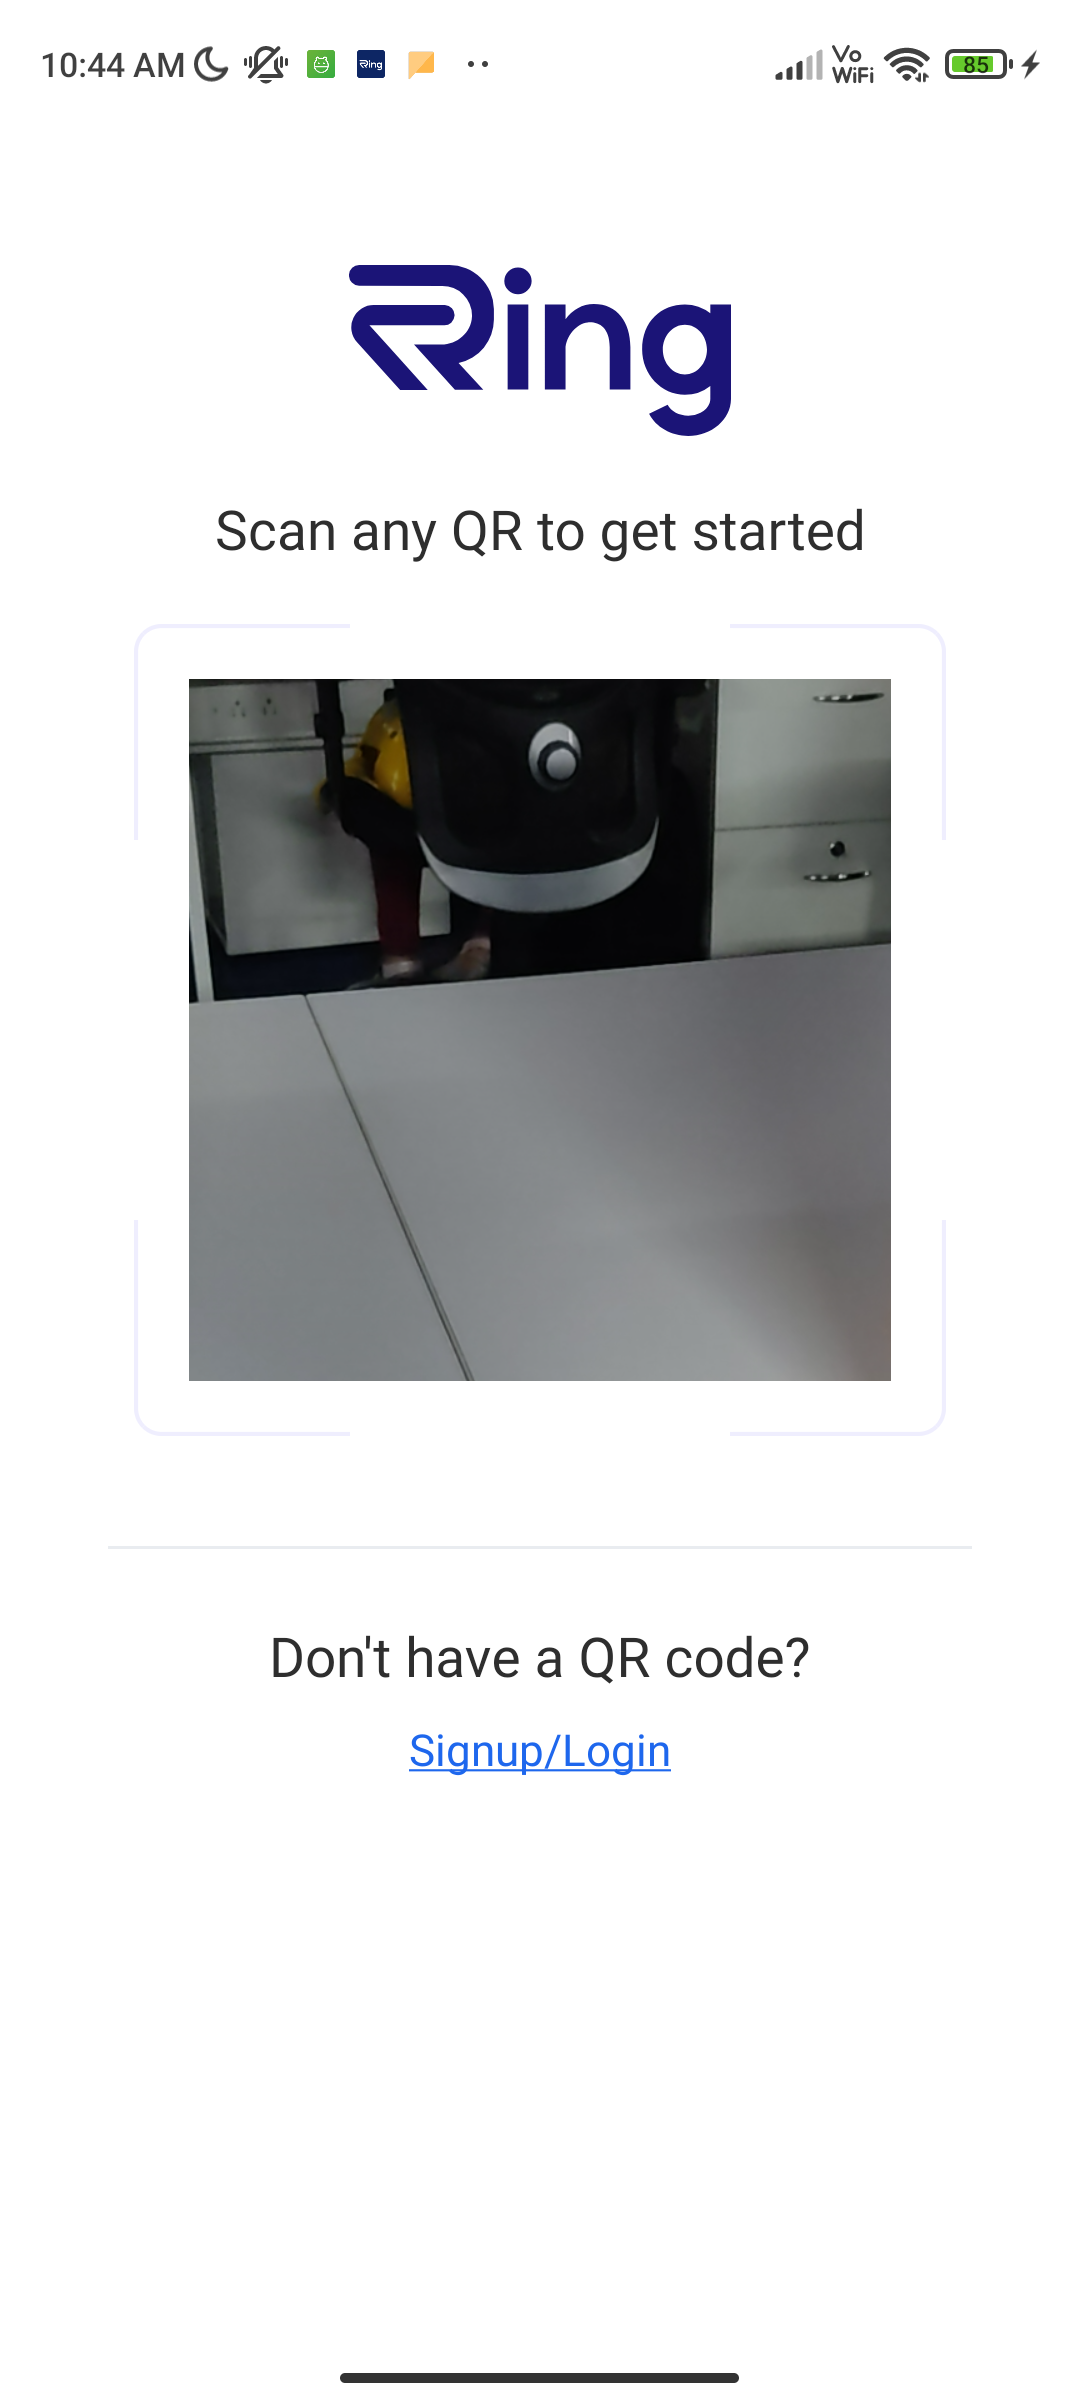 10:44 AM
Ring
Vo
WiFi
85
Ring
Scan any QR to get started
Don't have a QR code?
Signup/Login